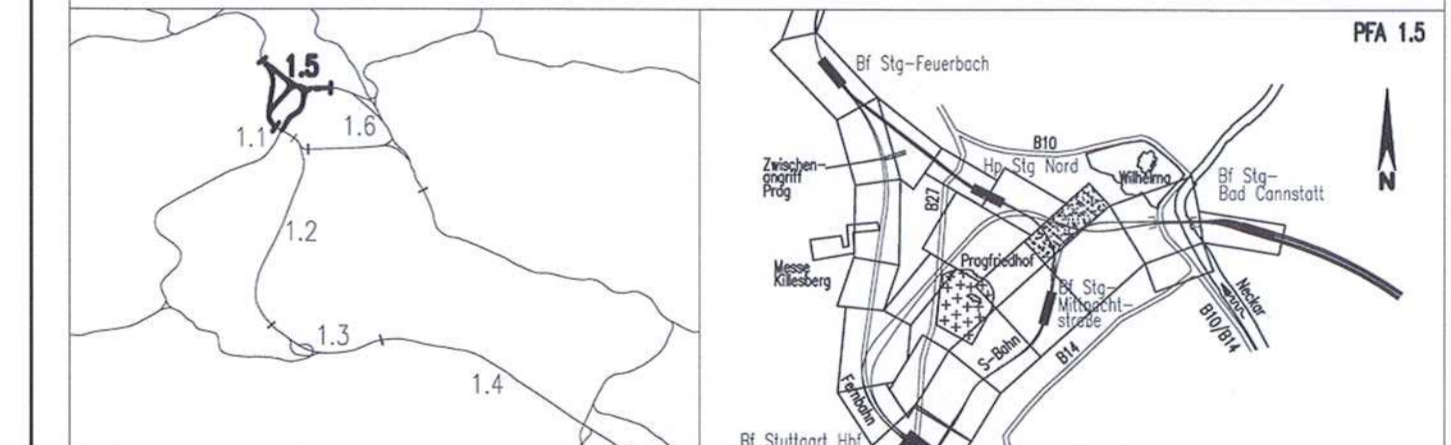 1.5
1.1
1.6
1.2
1.3
1.4
PFA 1.5
Bf Stg-Feuerbach
B10
Zwischen-
angriff
Prag
Hp Stg Nord
Wilhelma
Bf Stg-
Bad Cannstatt
N
B27
Messe
Killesberg
Pragfriedhof
Bf Stg-
Mittnacht-
straße
Neckar
B10/B14
S-Bahn
B14
Fernbahn
Bf Stuttgart Hbf